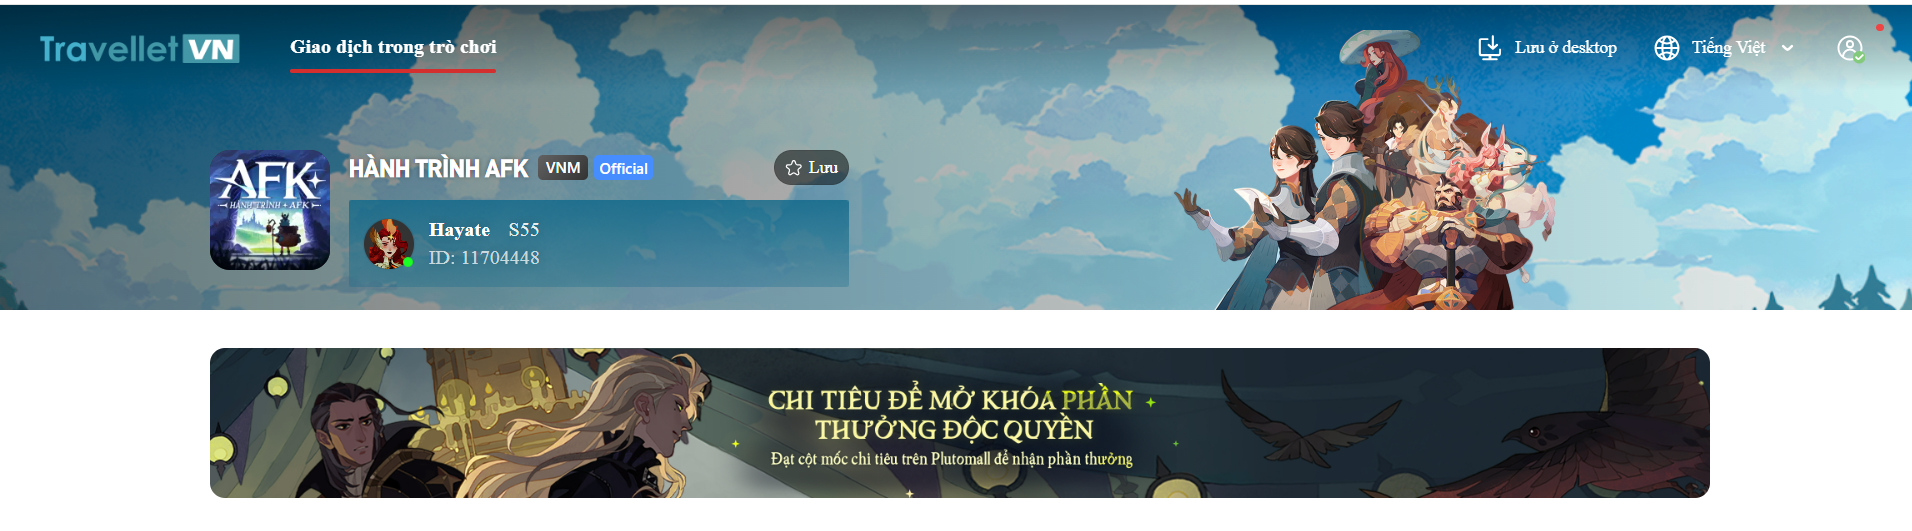 Travellet VN
Giao dịch trong trò chơi
Lưu ở desktop
Tiếng Việt
AFK
HÀNH TRÌNH AFK
HÀNH TRÌNH AFK VNM Official
Lưu
Hayate S55
ID: 11704448
CHI TIÊU ĐỂ MỞ KHÓA PHẦN
THƯỞNG ĐỘC QUYỀN
Đạt cột mốc chi tiêu trên Plutomall để nhận phần thưởng